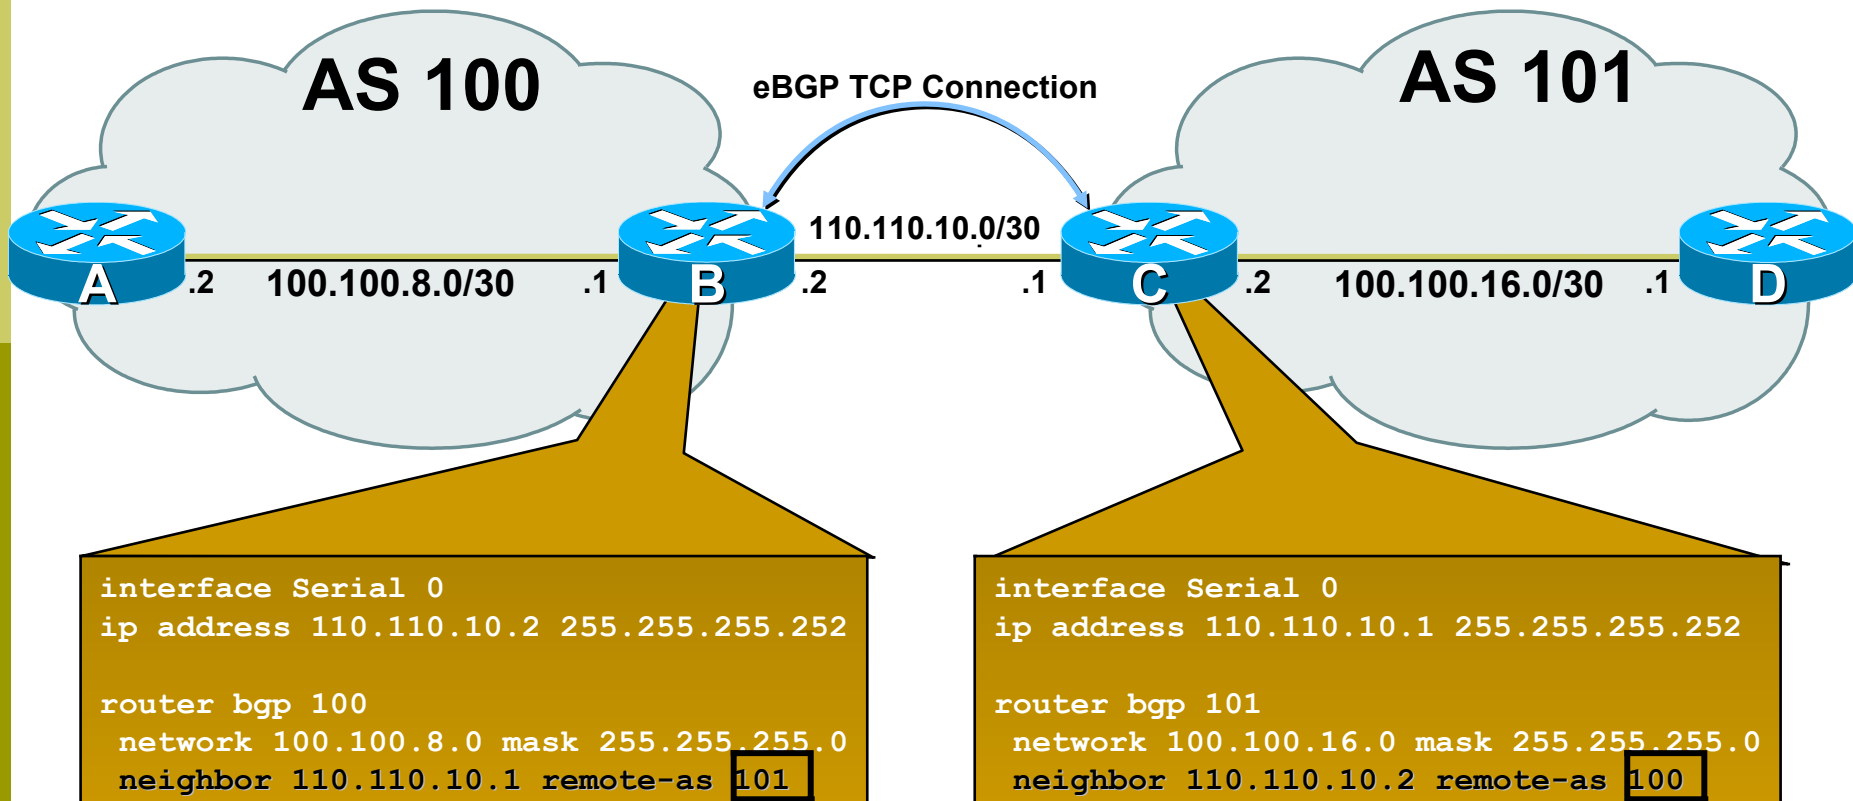 AS 100
AS 101
eBGP TCP Connection
110.110.10.0/30
A
.2
100.100.8.0/30
.1
B
.2
.1
C
.2
100.100.16.0/30
.1
D
interface Serial 0
ip address 110.110.10.2 255.255.255.252
router bgp 100
network 100.100.8.0 mask 255.255.255.0
neighbor 110.110.10.1 remote-as 101
interface Serial 0
ip address 110.110.10.1 255.255.255.252
router bgp 101
network 100.100.16.0 mask 255.255.255.0
neighbor 110.110.10.2 remote-as 100